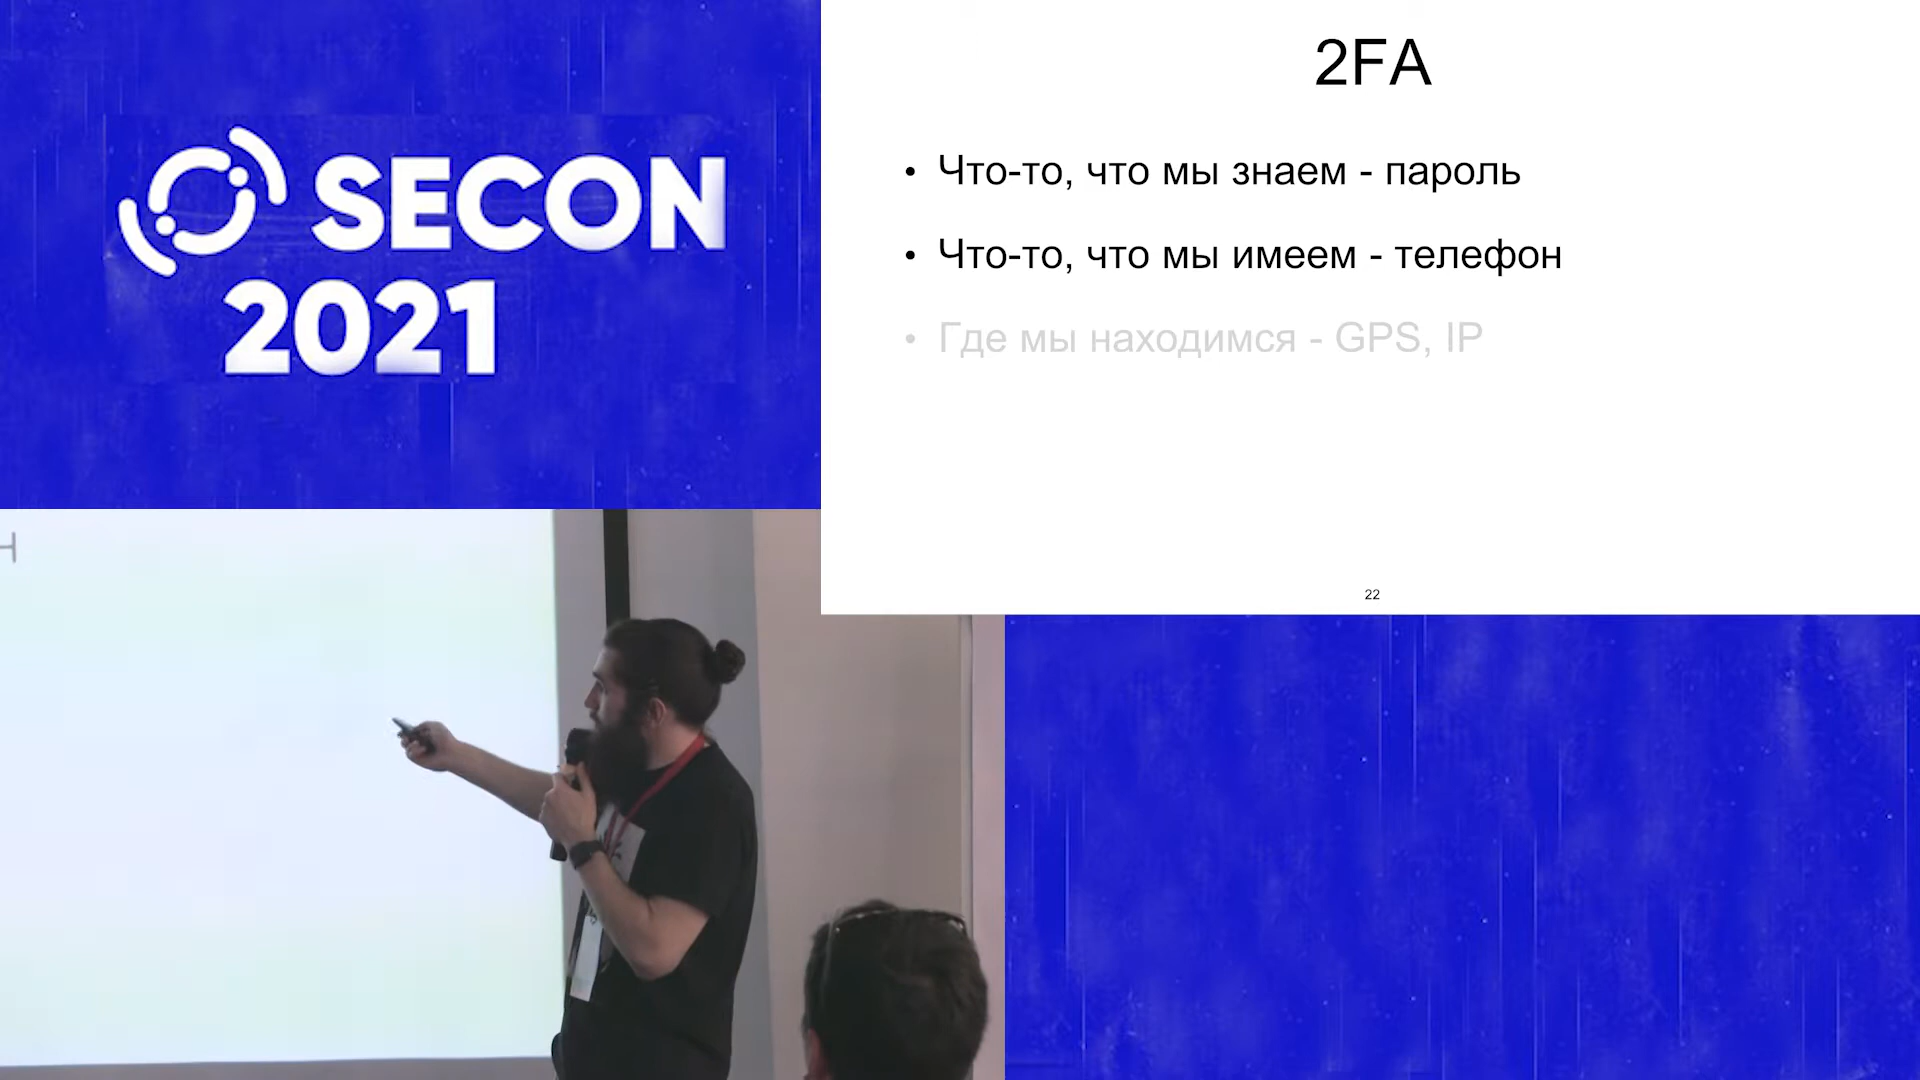 SECON
2021
2FA
• Что-то, что мы знаем - пароль
• Что-то, что мы имеем - телефон
• Где мы находимся - GPS, IP
22
н